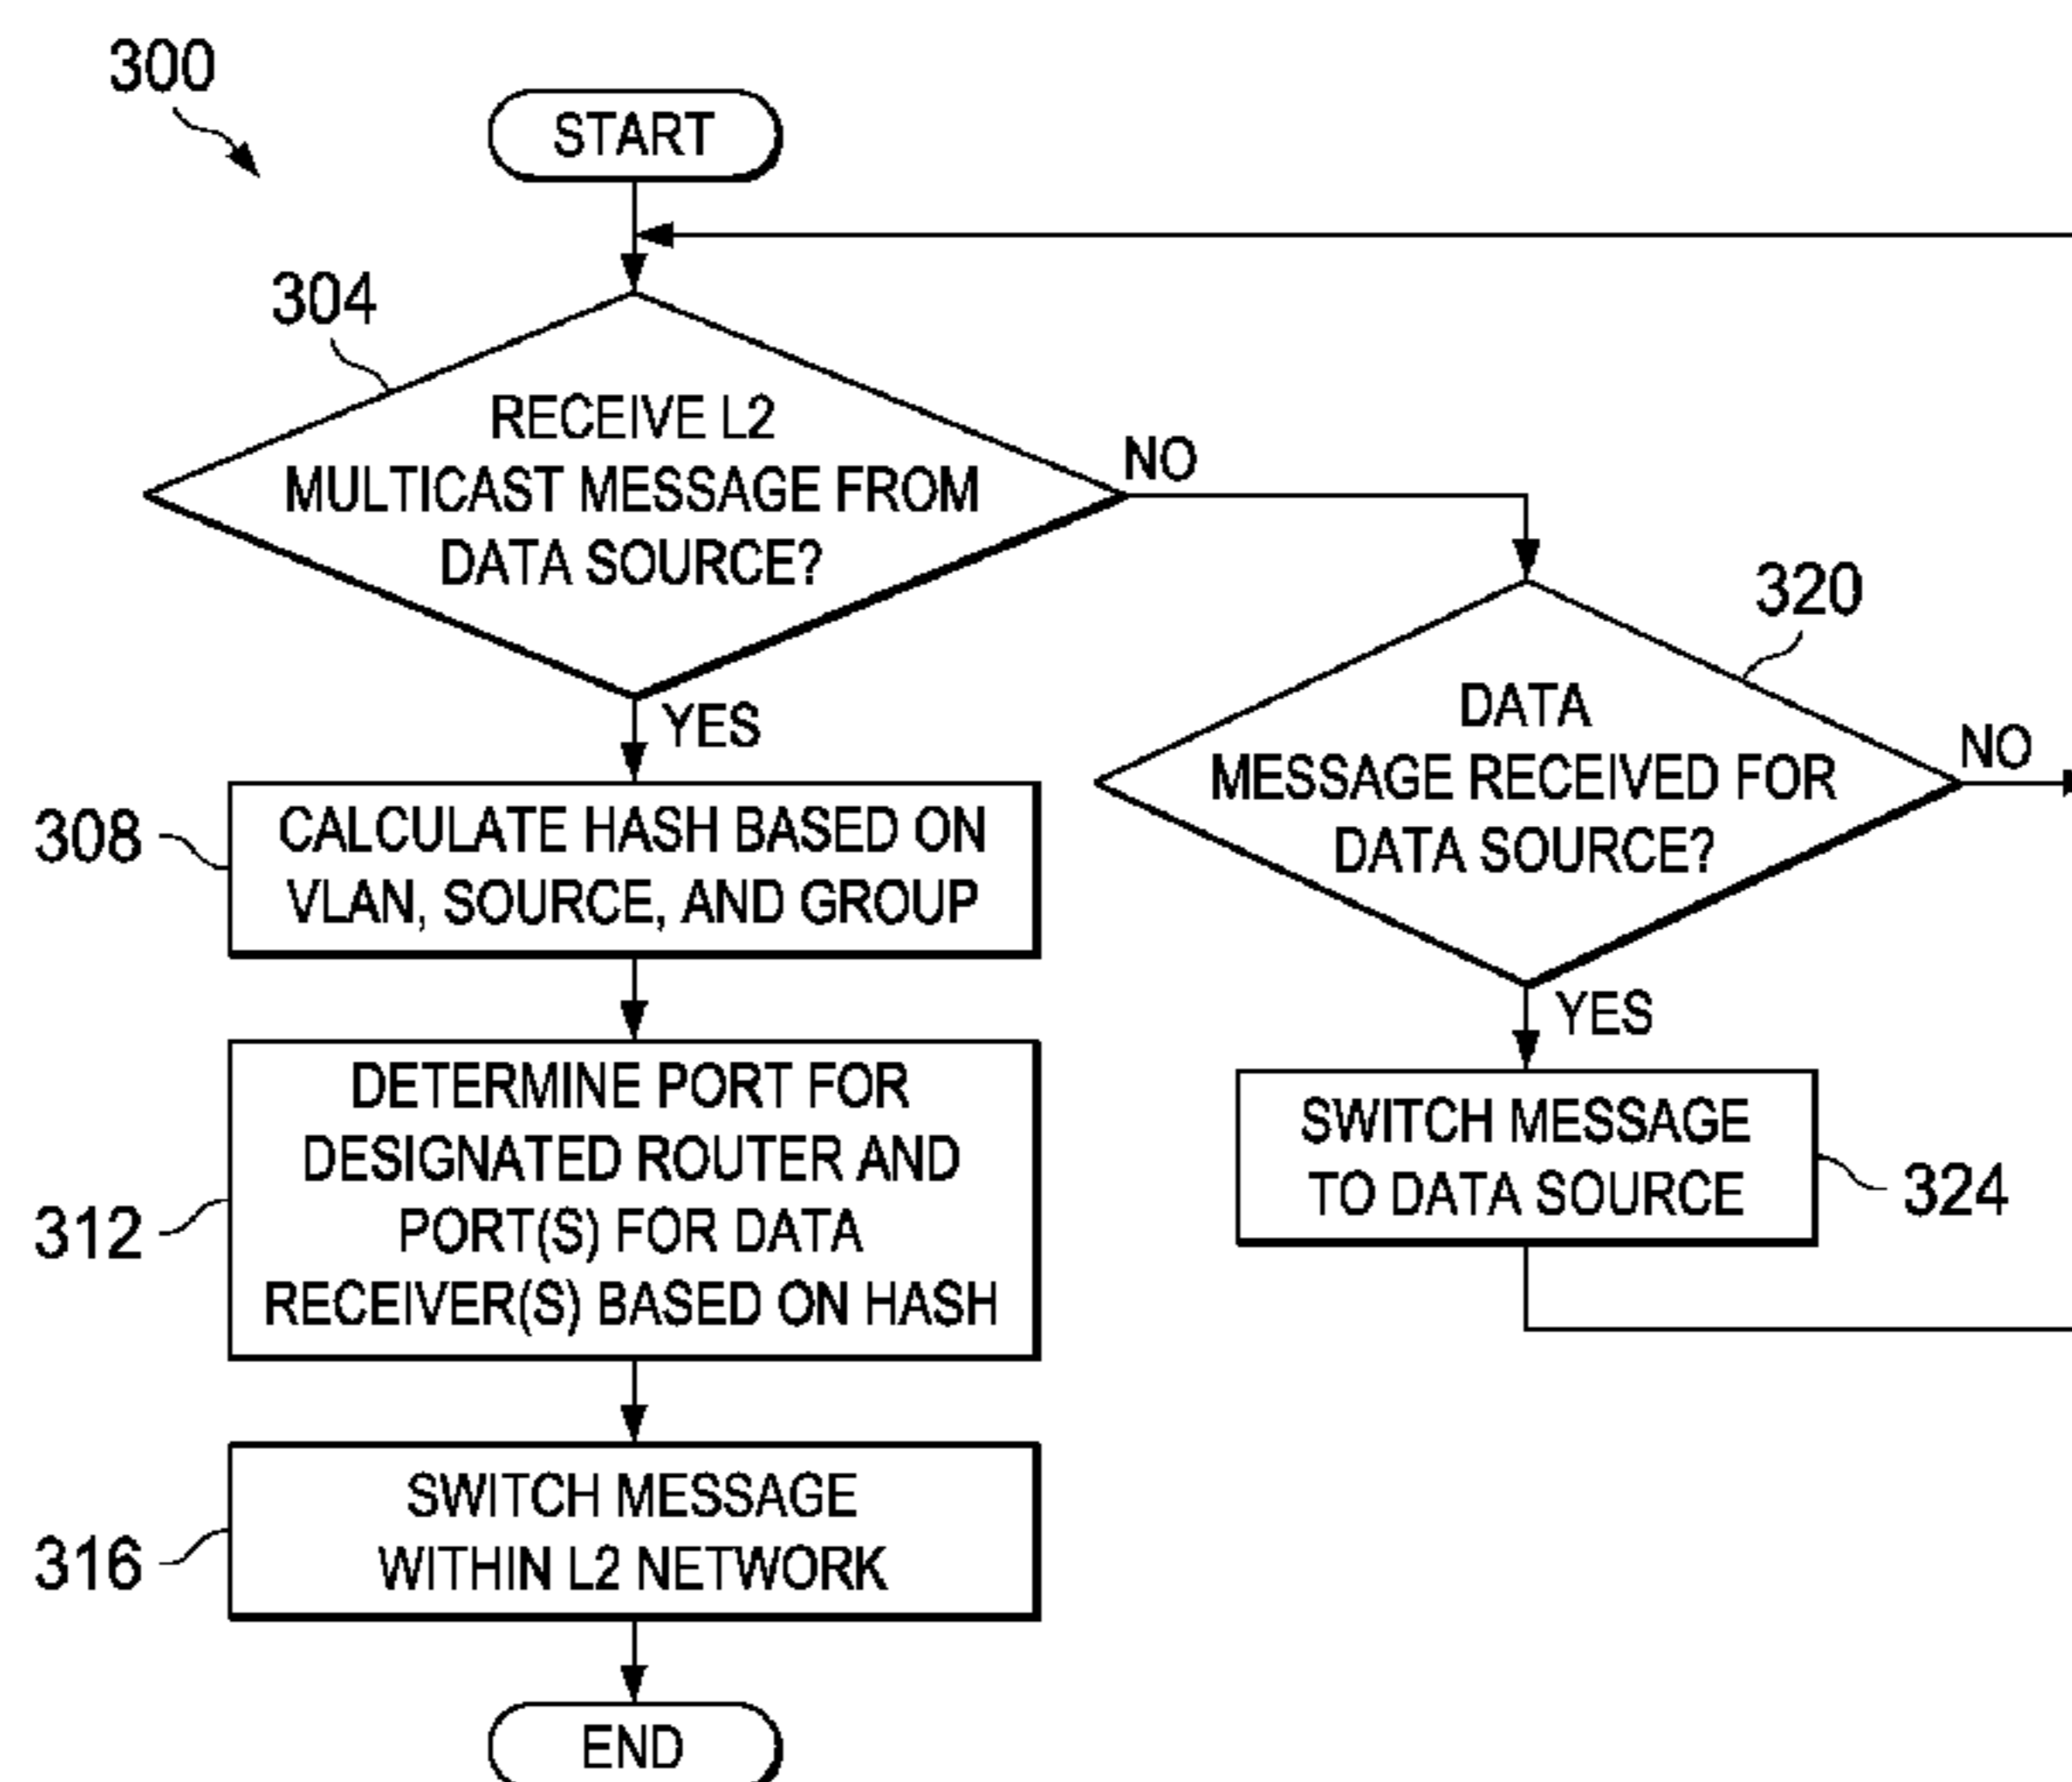 300
START
304
RECEIVE L2
MULTICAST MESSAGE FROM
DATA SOURCE?
NO
YES
320
DATA
MESSAGE RECEIVED FOR
DATA SOURCE?
NO
YES
308
CALCULATE HASH BASED ON
VLAN, SOURCE, AND GROUP
312
DETERMINE PORT FOR
DESIGNATED ROUTER AND
PORT(S) FOR DATA
RECEIVER(S) BASED ON HASH
SWITCH MESSAGE
TO DATA SOURCE
324
316
SWITCH MESSAGE
WITHIN L2 NETWORK
END